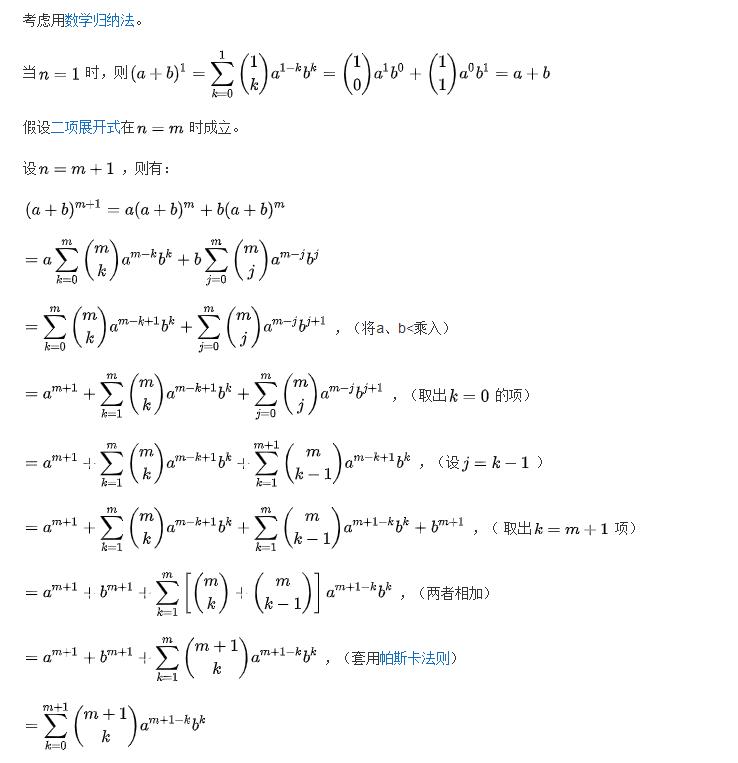 考虑用数学归纳法。
当 $n = 1$ 时，则 $(a+b)^1 = \sum_{k=0}^{1} \binom{1}{k} a^{1-k} b^k = \binom{1}{0} a^1 b^0 + \binom{1}{1} a^0 b^1 = a + b$
假设二项展开式在 $n = m$ 时成立。
设 $n = m + 1$ ，则有：
$(a+b)^{m+1} = a(a+b)^m + b(a+b)^m$
$= a \sum_{k=0}^{m} \binom{m}{k} a^{m-k} b^k + b \sum_{j=0}^{m} \binom{m}{j} a^{m-j} b^j$
$= \sum_{k=0}^{m} \binom{m}{k} a^{m-k+1} b^k + \sum_{j=0}^{m} \binom{m}{j} a^{m-j} b^{j+1}$ ，（将a、b<乘入）
$= a^{m+1} + \sum_{k=1}^{m} \binom{m}{k} a^{m-k+1} b^k + \sum_{j=0}^{m} \binom{m}{j} a^{m-j} b^{j+1}$ ，（取出 $k = 0$ 的项）
$= a^{m+1} + \sum_{k=1}^{m} \binom{m}{k} a^{m-k+1} b^k + \sum_{k=1}^{m+1} \binom{m}{k-1} a^{m-k+1} b^k$ ，（设 $j = k - 1$ ）
$= a^{m+1} + \sum_{k=1}^{m} \binom{m}{k} a^{m-k+1} b^k + \sum_{k=1}^{m} \binom{m}{k-1} a^{m+1-k} b^k + b^{m+1}$ ，（ 取出 $k = m + 1$ 项）
$= a^{m+1} + b^{m+1} + \sum_{k=1}^{m} \left[ \binom{m}{k} + \binom{m}{k-1} \right] a^{m+1-k} b^k$ ，（两者相加）
$= a^{m+1} + b^{m+1} + \sum_{k=1}^{m} \binom{m+1}{k} a^{m+1-k} b^k$ ，（套用帕斯卡法则）
$= \sum_{k=0}^{m+1} \binom{m+1}{k} a^{m+1-k} b^k$